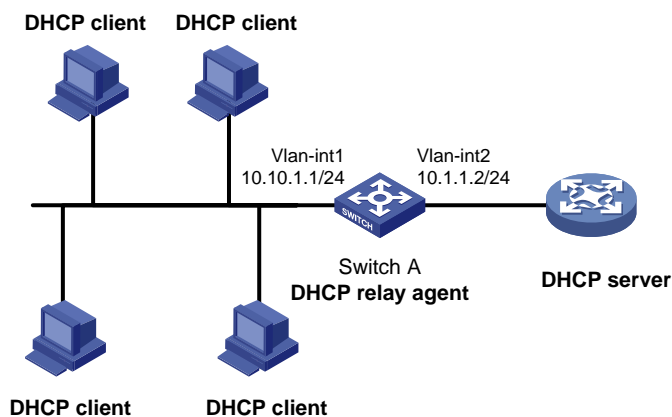 DHCP client
DHCP client
Vlan-int1
10.10.1.1/24
Vlan-int2
10.1.1.2/24
SWITCH
Switch A
DHCP relay agent
DHCP server
DHCP client
DHCP client